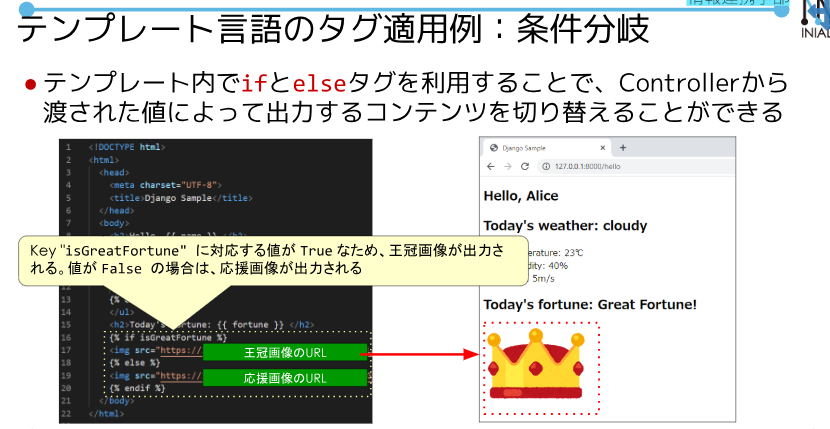 テンプレート言語のタグ適用例：条件分岐
INIAD
テンプレート内でifとelseタグを利用することで、Controllerから
渡された値によって出力するコンテンツを切り替えることができる
1 <!DOCTYPE html>
2 <html>
3 <head>
4 <meta charset="UTF-8">
5 <title>Django Sample</title>
6 </head>
7 <body>
8
Key "isGreatFortune" に対応する値が True なため、王冠画像が出力さ
れる。値が False の場合は、応援画像が出力される
13 {%
14 </ul>
15 <h2>Today's fortune: {{ fortune }} </h2>
16 {% if isGreatFortune %}
17 <img src="https://
王冠画像のURL
18 {% else %}
19 <img src="https://
応援画像のURL
20 {% endif %}
21 </body>
22 </html>
Django Sample
127.0.0.1:8000/hello
Hello, Alice
Today's weather: cloudy
erature: 23℃
dity: 40%
5m/s
Today's fortune: Great Fortune!